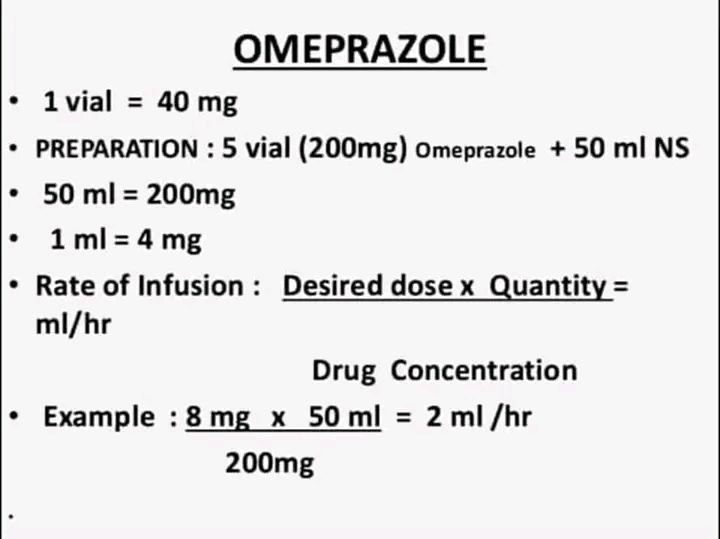 OMEPRAZOLE
• 1 vial = 40 mg
• PREPARATION : 5 vial (200mg) Omeprazole + 50 ml NS
• 50 ml = 200mg
• 1 ml = 4 mg
• Rate of Infusion : Desired dose x Quantity =
ml/hr
Drug Concentration
• Example : 8 mg x 50 ml = 2 ml /hr
200mg
.